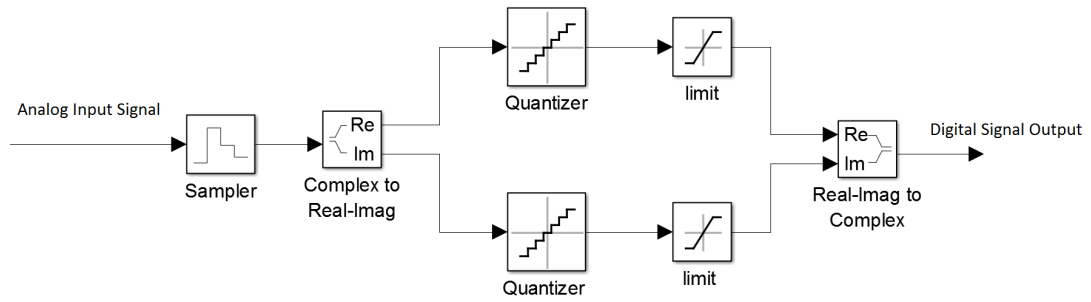 Analog Input Signal
Sampler
Re
Im
Complex to
Real-Imag
Quantizer
limit
Quantizer
limit
Re
Im
Real-Imag to
Complex
Digital Signal Output